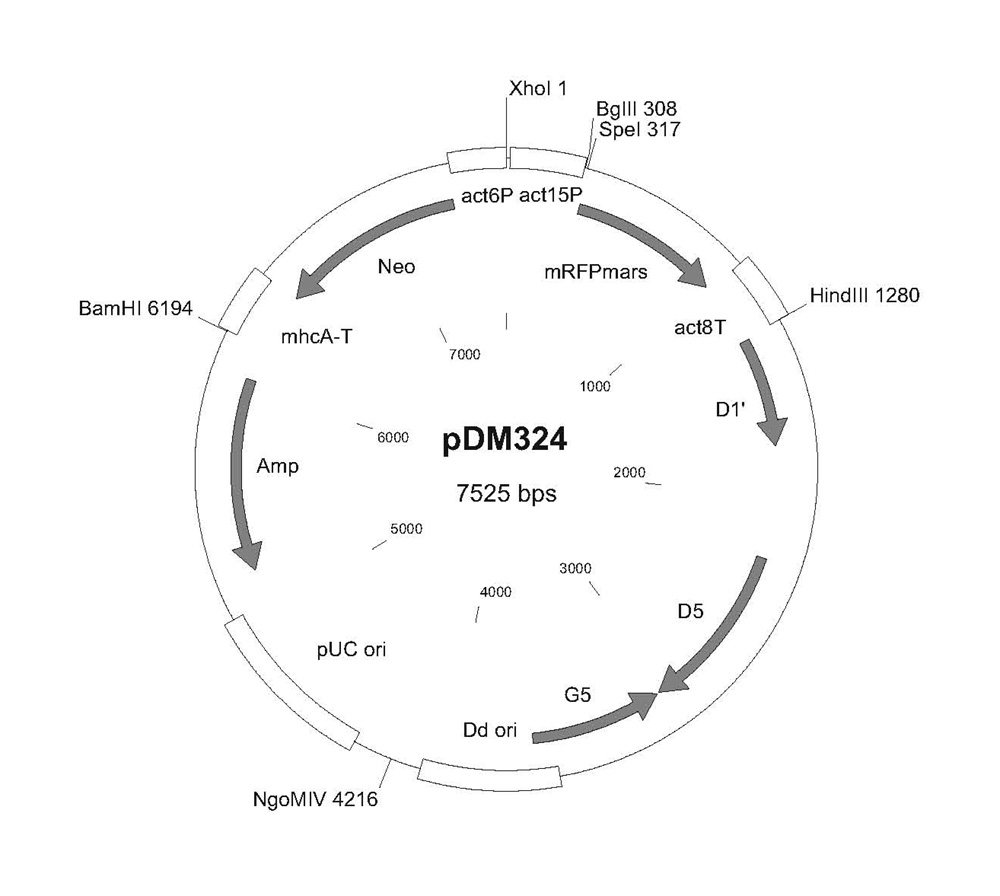 XhoI 1
BglII 308
SpeI 317
act6P act15P
Neo
mRFPmars
HindIII 1280
BamHI 6194
mhcA-T
act8T
7000
1000
D1'
6000
pDM324
Amp
2000
7525 bps
5000
3000
4000
D5
pUC ori
G5
Dd ori
NgoMIV 4216